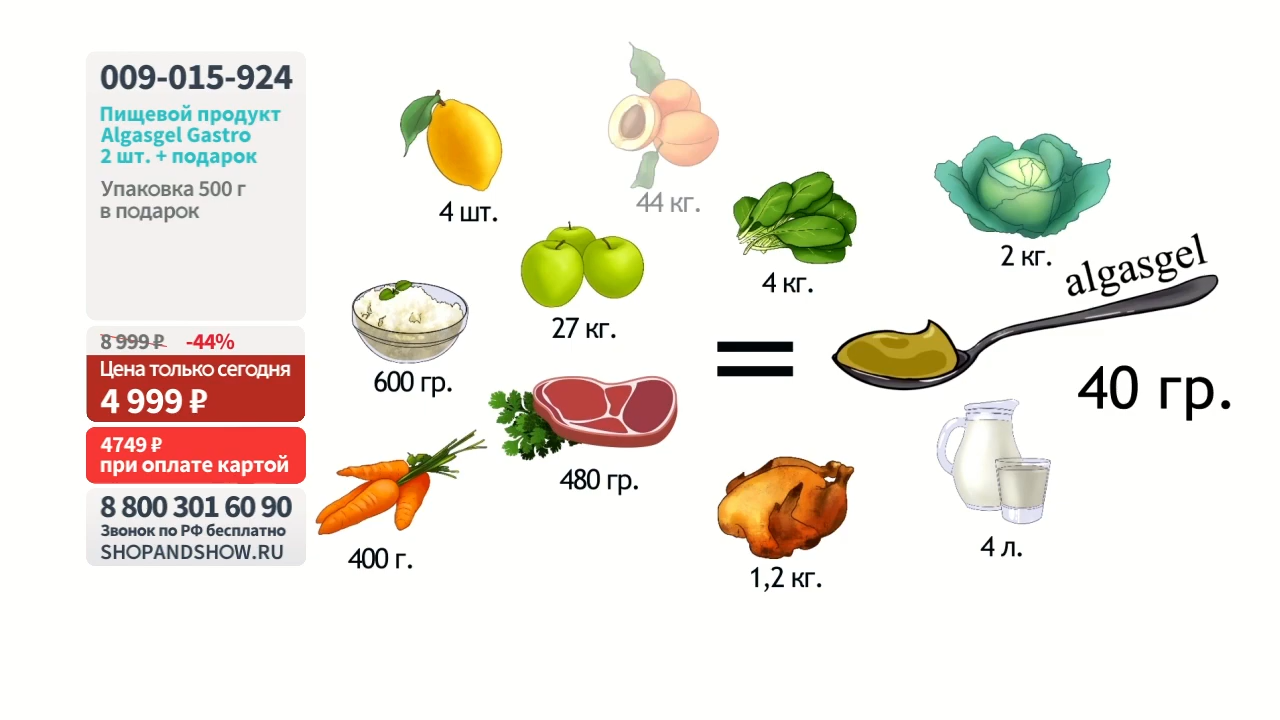 009-015-924
Пищевой продукт
Algasgel Gastro
2 шт. + подарок
Упаковка 500 г
в подарок
8 999 ₽ -44%
Цена только сегодня
4 999 ₽
4749 ₽
при оплате картой
8 800 301 60 90
Звонок по РФ бесплатно
SHOPANDSHOW.RU
4 шт.
44 кг.
4 кг.
2 кг.
27 кг.
600 гр.
480 гр.
400 г.
1,2 кг.
4 л.
=
algasgel
40 гр.